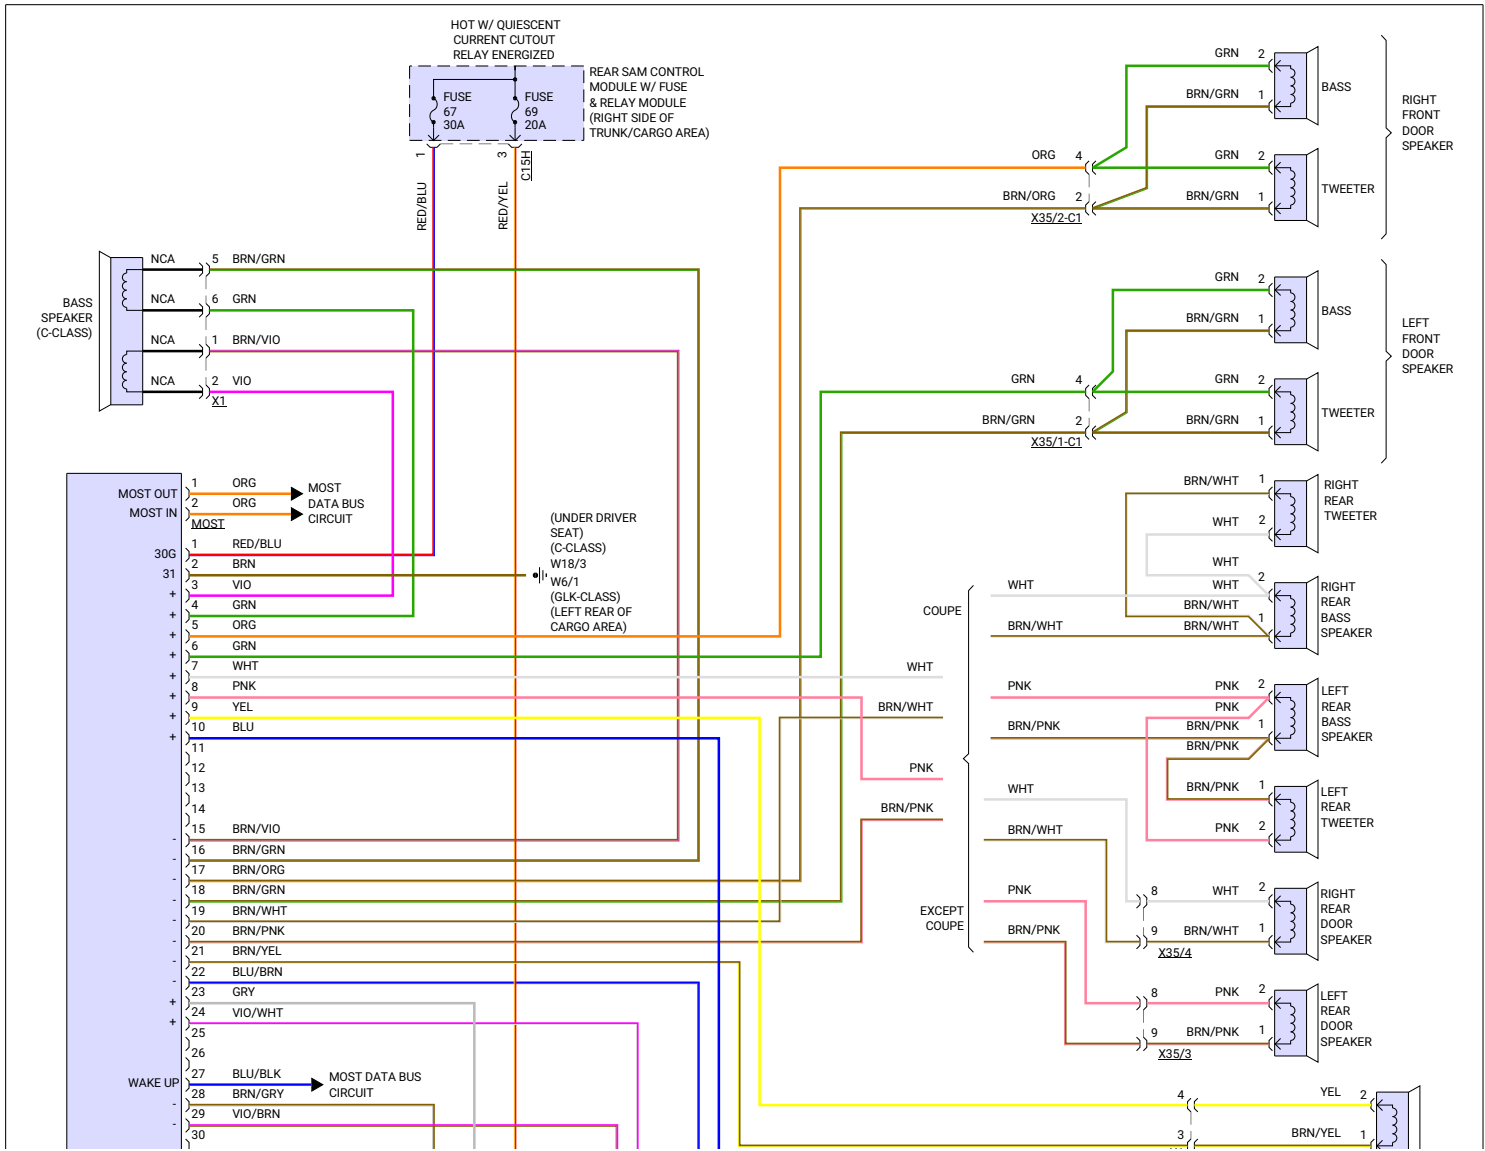 HOT W/ QUIESCENT
CURRENT CUTOUT
RELAY ENERGIZED
REAR SAM CONTROL
MODULE W/ FUSE
& RELAY MODULE
(RIGHT SIDE OF
TRUNK/CARGO AREA)
FUSE
67
30A
FUSE
69
20A
1
3
C15H
RED/BLU
RED/YEL
BASS
SPEAKER
(C-CLASS)
NCA 5 BRN/GRN
NCA 6 GRN
NCA 1 BRN/VIO
NCA 2 VIO
X1
ORG 4
BRN/ORG 2
X35/2-C1
GRN 2
BRN/GRN 1
BASS
GRN 2
BRN/GRN 1
TWEETER
RIGHT
FRONT
DOOR
SPEAKER
GRN 4
BRN/GRN 2
X35/1-C1
GRN 2
BRN/GRN 1
BASS
GRN 2
BRN/GRN 1
TWEETER
LEFT
FRONT
DOOR
SPEAKER
MOST OUT 1 ORG
MOST IN 2 ORG
MOST
MOST
DATA BUS
CIRCUIT
30G 1 RED/BLU
31 2 BRN
+ 3 VIO
+ 4 GRN
+ 5 ORG
+ 6 GRN
+ 7 WHT
+ 8 PNK
+ 9 YEL
+ 10 BLU
11
12
13
14
- 15 BRN/VIO
- 16 BRN/GRN
- 17 BRN/ORG
- 18 BRN/GRN
- 19 BRN/WHT
- 20 BRN/PNK
- 21 BRN/YEL
- 22 BLU/BRN
+ 23 GRY
+ 24 VIO/WHT
25
26
WAKE UP 27 BLU/BLK
- 28 BRN/GRY
- 29 VIO/BRN
30
MOST DATA BUS
CIRCUIT
(UNDER DRIVER
SEAT)
(C-CLASS)
W18/3
W6/1
(GLK-CLASS)
(LEFT REAR OF
CARGO AREA)
WHT
BRN/WHT
PNK
BRN/PNK
COUPE
EXCEPT
COUPE
WHT
BRN/WHT
PNK
BRN/PNK
WHT
BRN/WHT
PNK
BRN/PNK
BRN/WHT 1
WHT 2
RIGHT
REAR
TWEETER
WHT
WHT 2
BRN/WHT
BRN/WHT 1
RIGHT
REAR
BASS
SPEAKER
PNK 2
PNK
BRN/PNK 1
BRN/PNK
LEFT
REAR
BASS
SPEAKER
BRN/PNK 1
PNK 2
LEFT
REAR
TWEETER
8 WHT 2
9 BRN/WHT 1
X35/4
RIGHT
REAR
DOOR
SPEAKER
8 PNK 2
9 BRN/PNK 1
X35/3
LEFT
REAR
DOOR
SPEAKER
4 YEL 2
3 BRN/YEL 1